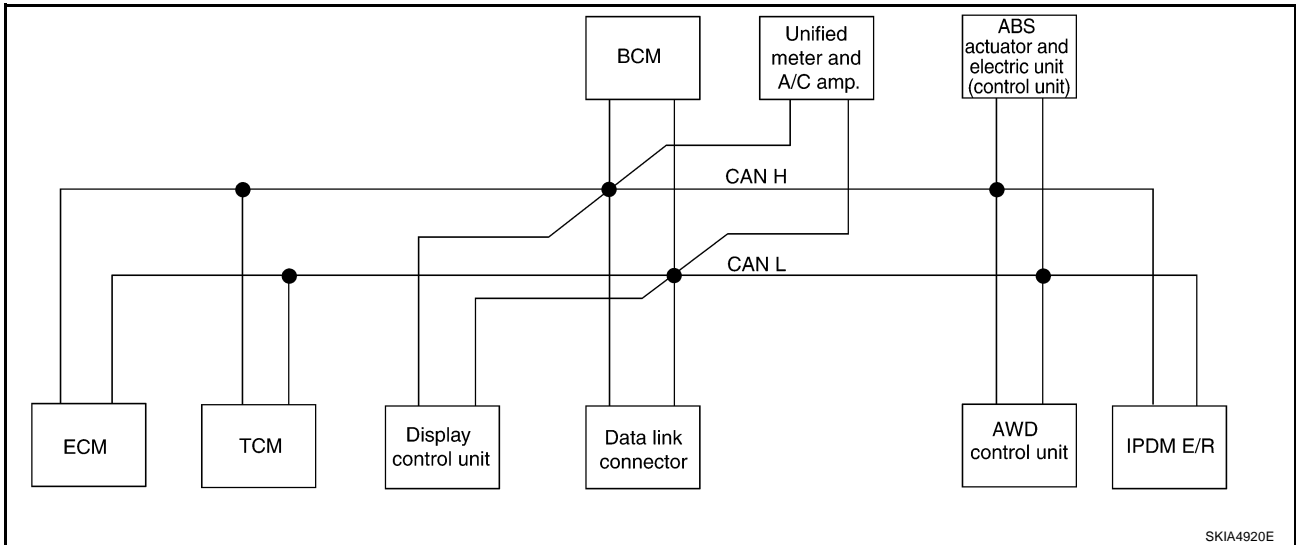 BCM
Unified
meter and
A/C amp.
ABS
actuator and
electric unit
(control unit)
CAN H
CAN L
ECM
TCM
Display
control unit
Data link
connector
AWD
control unit
IPDM E/R
SKIA4920E